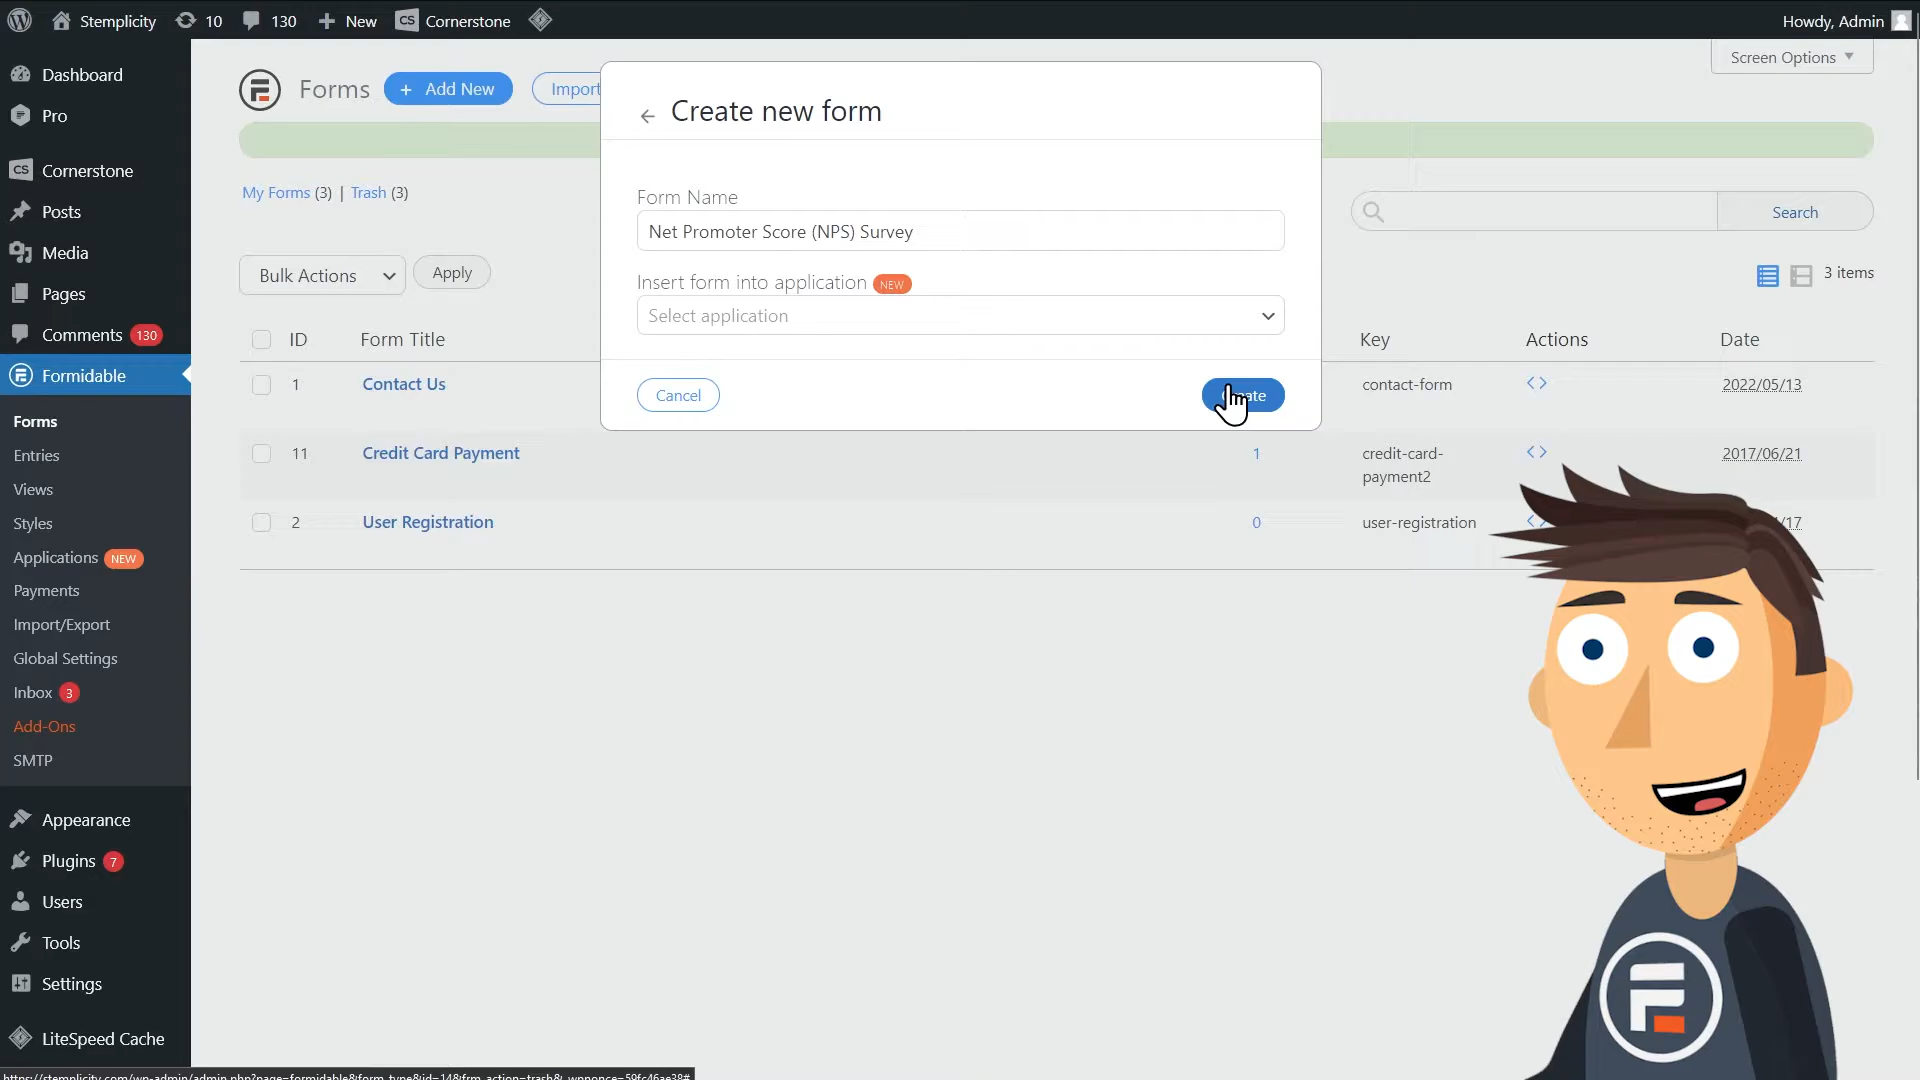 Stemplicity 10 130 New CS Cornerstone Howdy, Admin
Screen Options
Dashboard
Pro
CS Cornerstone
Posts
Media
Pages
Comments 130
Formidable
Forms
Entries
Views
Styles
Applications NEW
Payments
Import/Export
Global Settings
Inbox 3
Add-Ons
SMTP
Appearance
Plugins 7
Users
Tools
Settings
LiteSpeed Cache
Forms + Add New Import
My Forms (3) | Trash (3)
Search
Bulk Actions Apply
3 items
Create new form
Form Name
Net Promoter Score (NPS) Survey
Insert form into application NEW
Select application
Cancel
ID Form Title Key Actions Date
1 Contact Us contact-form 2022/05/13
11 Credit Card Payment 1 credit-card-
payment2 2017/06/21
2 User Registration 0 user-registration /17